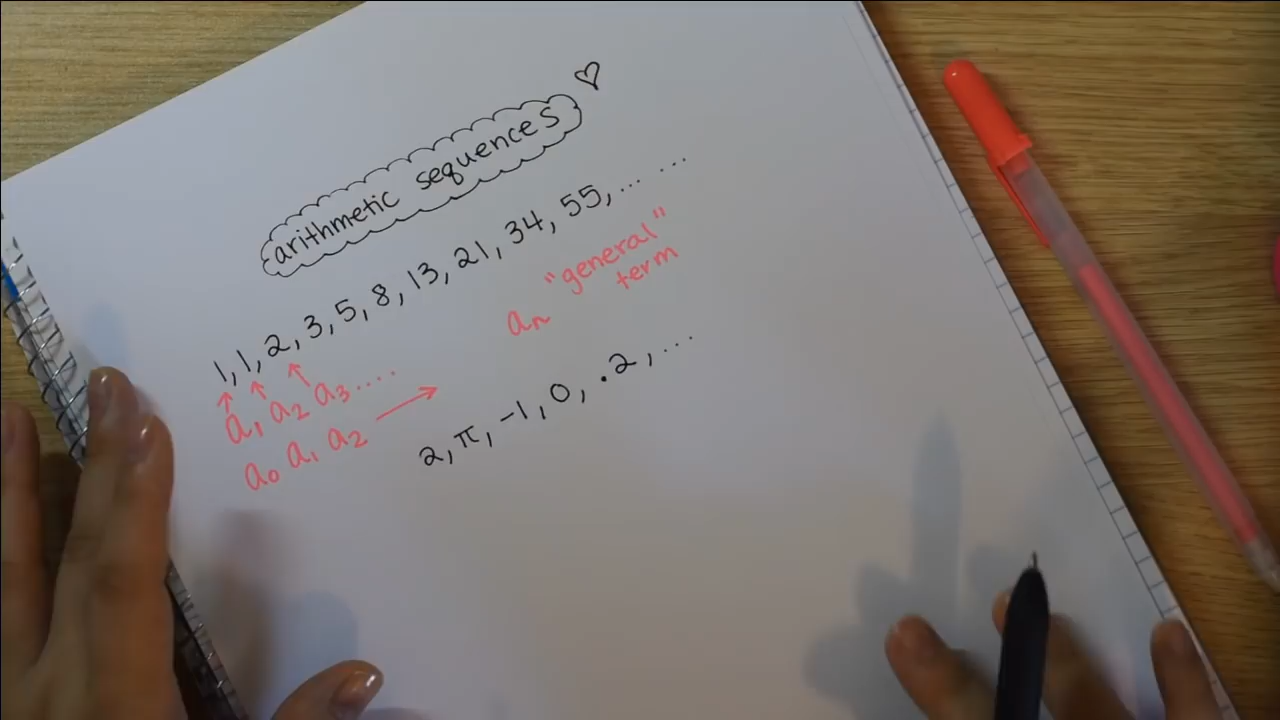 arithmetic sequences ♡
1, 1, 2, 3, 5, 8, 13, 21, 34, 55, ... ...
a₁ a₂ a₃ ....
a₀ a₁ a₂ →
aₙ "general"
term
2, π, -1, 0, .2, ...